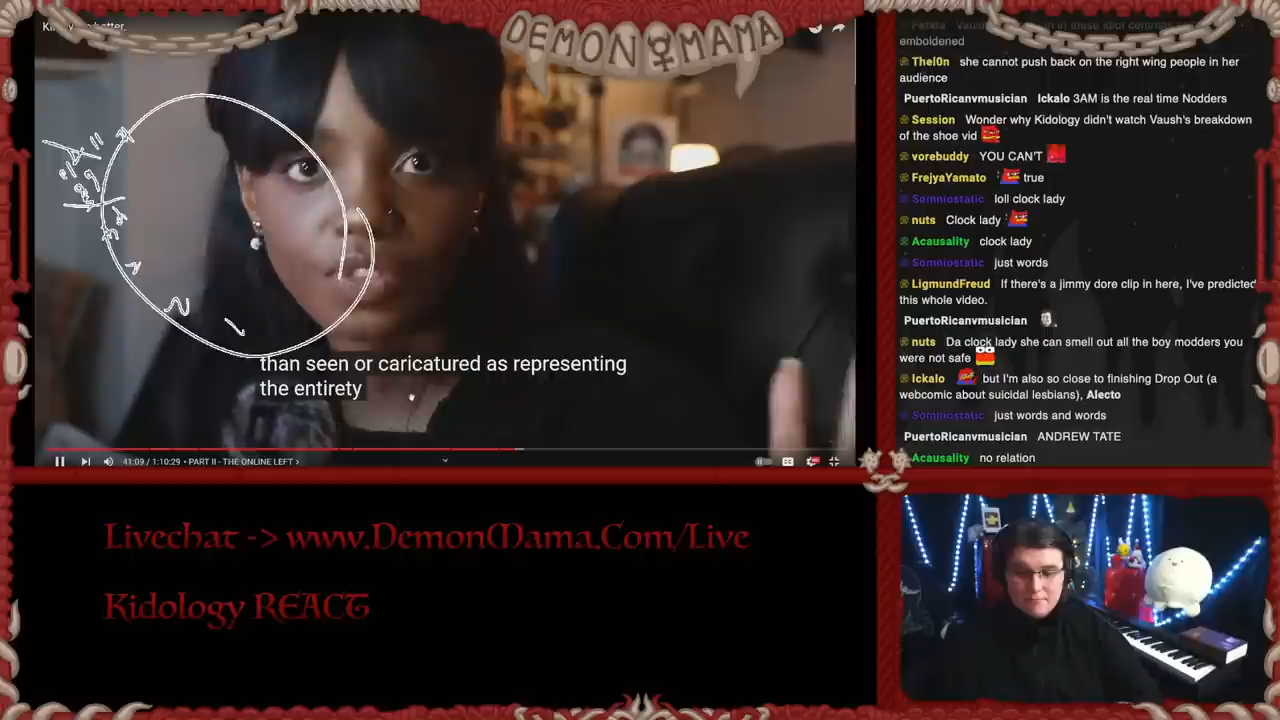 DEMON MAMA
than seen or caricatured as representing
the entirety
41:09 / 1:10:29 • PART II - THE ONLINE LEFT ›
emboldened
Thel0n she cannot push back on the right wing people in her
audience
PuertoRicanvmusician Ickalo 3AM is the real time Nodders
Session Wonder why Kidology didn't watch Vaush's breakdown
of the shoe vid
vorebuddy YOU CAN'T
FrejyaYamato true
Somniostatic loll clock lady
nuts Clock lady
Acausality clock lady
Somniostatic just words
LigmundFreud If there's a jimmy dore clip in here, I've predicted
this whole video.
PuertoRicanvmusician
nuts Da clock lady she can smell out all the boy modders you
were not safe
Ickalo but I'm also so close to finishing Drop Out (a
webcomic about suicidal lesbians), Alecto
Somniostatic just words and words
PuertoRicanvmusician ANDREW TATE
Acausality no relation
Livechat -> www.DemonMama.Com/Live
Kidology REACT